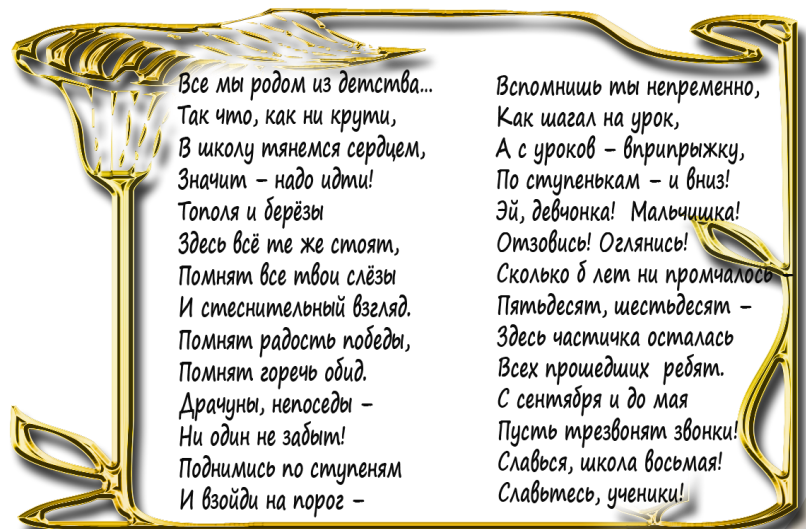 Все мы родом из детства...
Так что, как ни крути,
В школу тянемся сердцем,
Значит – надо идти!
Тополя и берёзы
Здесь всё те же стоят,
Помнят все твои слёзы
И стеснительный взгляд.
Помнят радость победы,
Помнят горечь обид.
Драчуны, непоседы –
Ни один не забыт!
Поднимись по ступеням
И взойди на порог –
Вспомнишь ты непременно,
Как шагал на урок,
А с уроков – вприпрыжку,
По ступенькам – и вниз!
Эй, девчонка! Мальчишка!
Отзовись! Оглянись!
Сколько б лет ни промчалось –
Пятьдесят, шестьдесят –
Здесь частичка осталась
Всех прошедших ребят.
С сентября и до мая
Пусть трезвонят звонки!
Славься, школа восьмая!
Славьтесь, ученики!